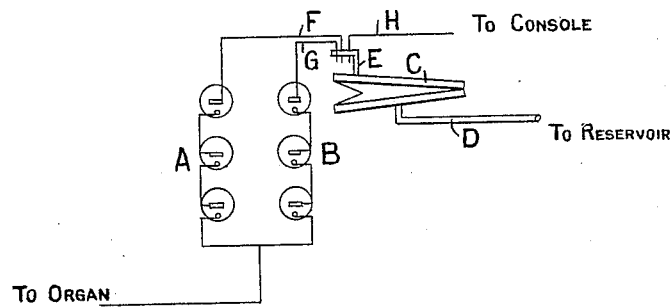 F
H
TO CONSOLE
G
E
C
D
TO RESERVOIR
A
B
TO ORGAN